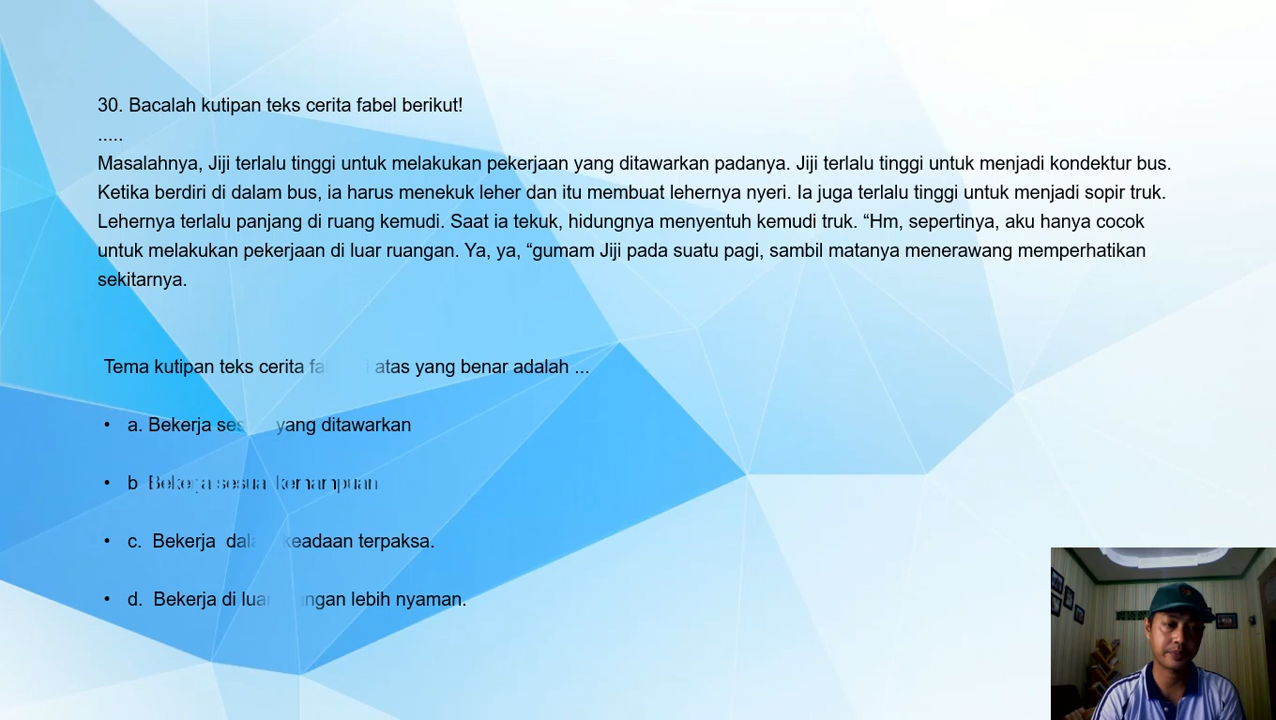 30. Bacalah kutipan teks cerita fabel berikut!
.....
Masalahnya, Jiji terlalu tinggi untuk melakukan pekerjaan yang ditawarkan padanya. Jiji terlalu tinggi untuk menjadi kondektur bus.
Ketika berdiri di dalam bus, ia harus menekuk leher dan itu membuat lehernya nyeri. Ia juga terlalu tinggi untuk menjadi sopir truk.
Lehernya terlalu panjang di ruang kemudi. Saat ia tekuk, hidungnya menyentuh kemudi truk. “Hm, sepertinya, aku hanya cocok
untuk melakukan pekerjaan di luar ruangan. Ya, ya, “gumam Jiji pada suatu pagi, sambil matanya menerawang memperhatikan
sekitarnya.
Tema kutipan teks cerita atas yang benar adalah ...
• a. Bekerja yang ditawarkan
• b Bekerja sesuai kemampuan
• c. Bekerja keadaan terpaksa.
• d. Bekerja di luar lebih nyaman.